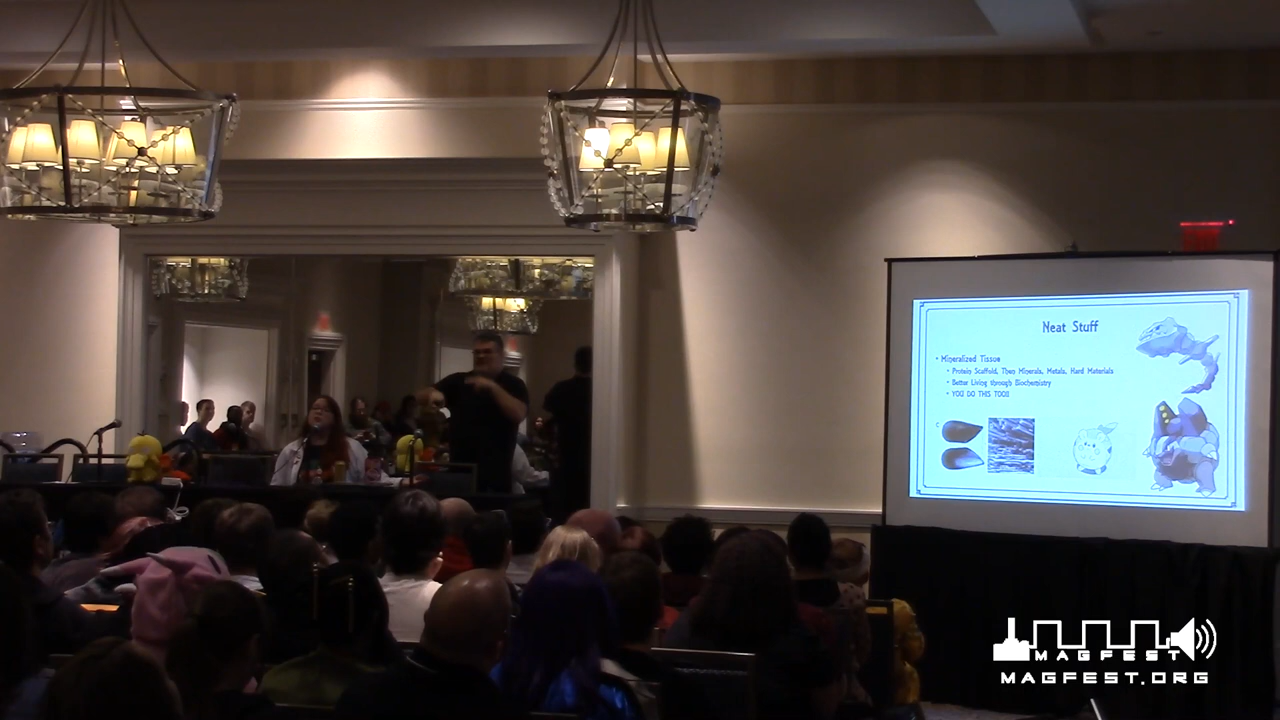 Neat Stuff
• Mineralized Tissue
• Protein Scaffold, Then Minerals, Metals, Hard Materials
• Better Living through Biochemistry
• YOU DO THIS TOO!!
C
MAGFEST
MAGFEST.ORG